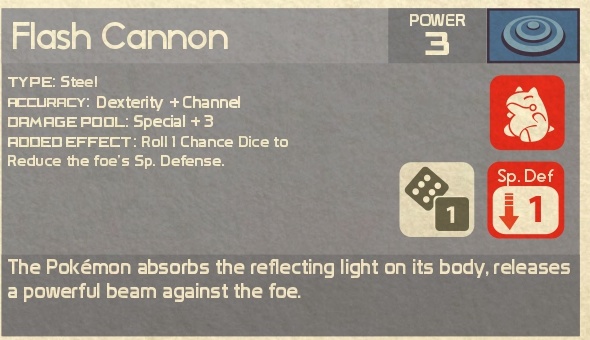 Flash Cannon
POWER
3
TYPE: Steel
ACCURACY: Dexterity + Channel
DAMAGE POOL: Special + 3
ADDED EFFECT: Roll 1 Chance Dice to
Reduce the foe's Sp. Defense.
1
Sp. Def
1
The Pokémon absorbs the reflecting light on its body, releases
a powerful beam against the foe.